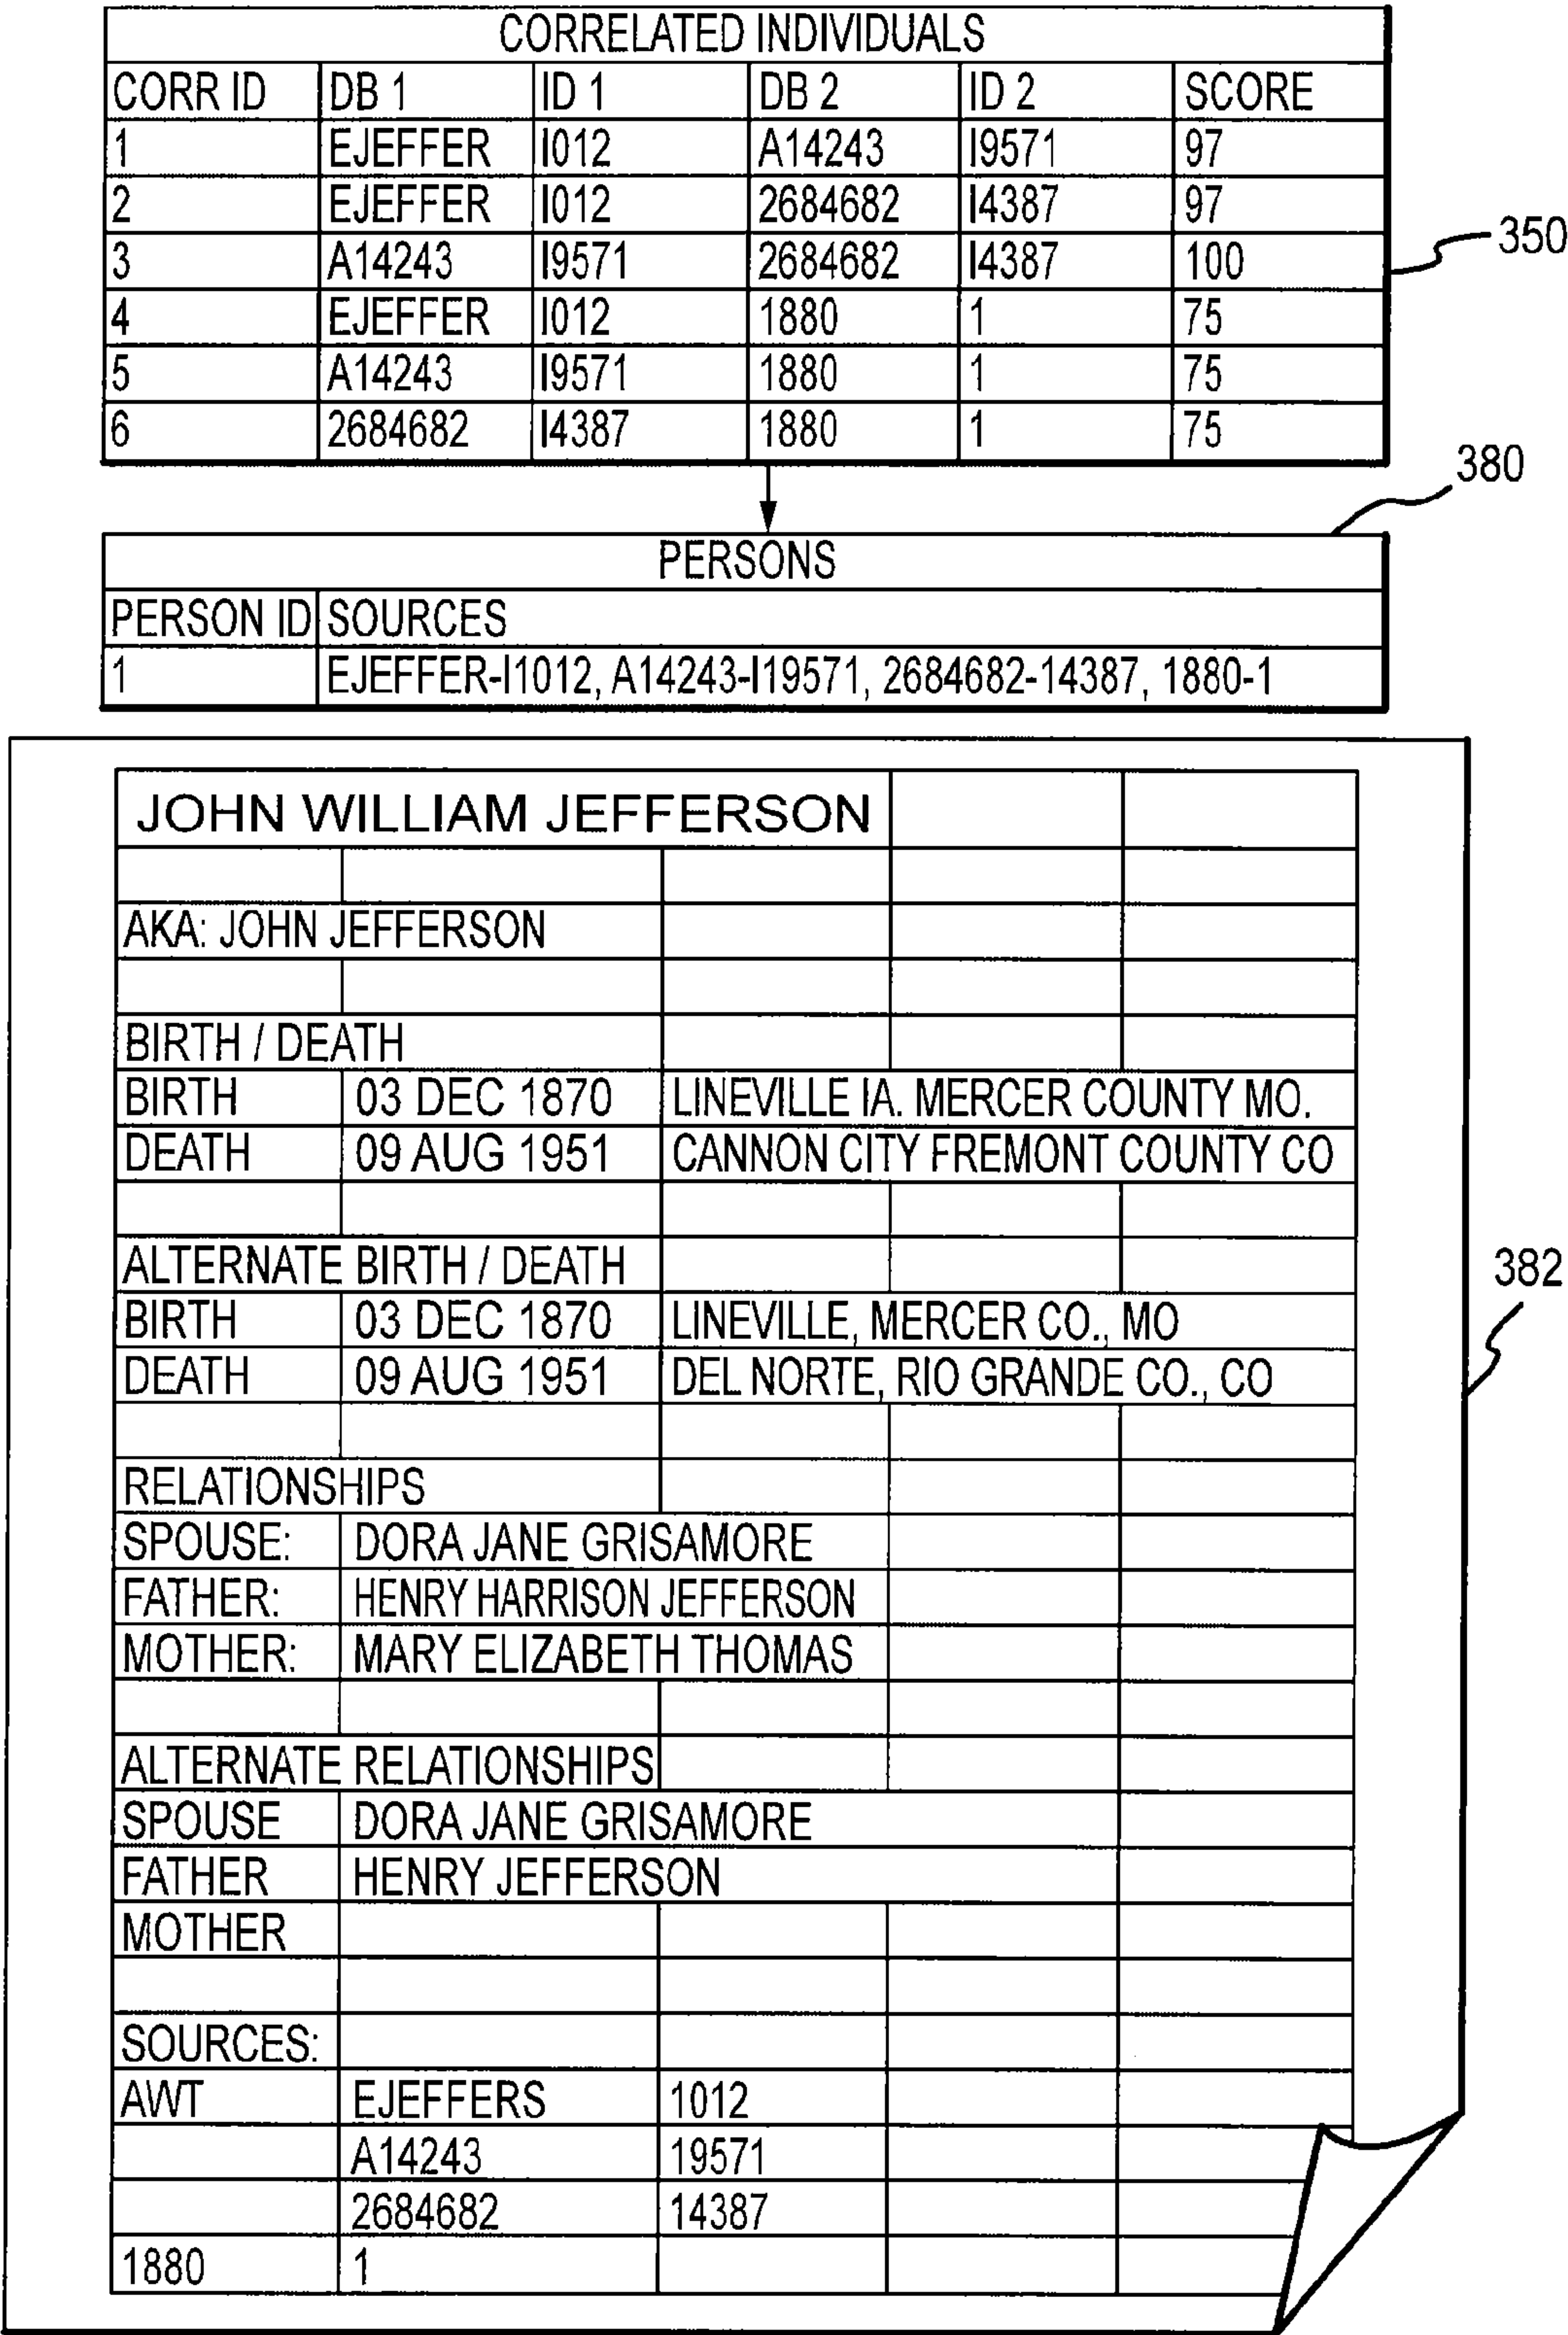 CORRELATED INDIVIDUALS
CORR ID DB 1 ID 1 DB 2 ID 2 SCORE
1 EJEFFER I012 A14243 I9571 97
2 EJEFFER I012 2684682 I4387 97
3 A14243 I9571 2684682 I4387 100
4 EJEFFER I012 1880 1 75
5 A14243 I9571 1880 1 75
6 2684682 I4387 1880 1 75
350
380
PERSONS
PERSON ID SOURCES
1 EJEFFER-I1012, A14243-I19571, 2684682-14387, 1880-1
JOHN WILLIAM JEFFERSON
AKA: JOHN JEFFERSON
BIRTH / DEATH
BIRTH 03 DEC 1870 LINEVILLE IA. MERCER COUNTY MO.
DEATH 09 AUG 1951 CANNON CITY FREMONT COUNTY CO
ALTERNATE BIRTH / DEATH
382
BIRTH 03 DEC 1870 LINEVILLE, MERCER CO., MO
DEATH 09 AUG 1951 DEL NORTE, RIO GRANDE CO., CO
RELATIONSHIPS
SPOUSE: DORA JANE GRISAMORE
FATHER: HENRY HARRISON JEFFERSON
MOTHER: MARY ELIZABETH THOMAS
ALTERNATE RELATIONSHIPS
SPOUSE DORA JANE GRISAMORE
FATHER HENRY JEFFERSON
MOTHER
SOURCES:
AWT EJEFFERS 1012
A14243 19571
2684682 14387
1880 1